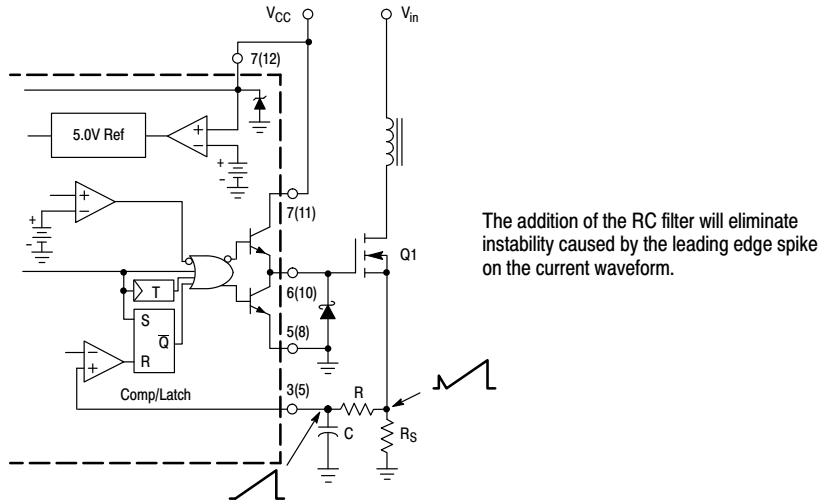 VCC Vin
7(12)
5.0V Ref
+
−
+
-
+
−
+
-
7(11)
The addition of the RC filter will eliminate
instability caused by the leading edge spike
on the current waveform.
Q1
6(10)
T
S
Q̅
R
5(8)
−
+
Comp/Latch
3(5)
R
C
RS